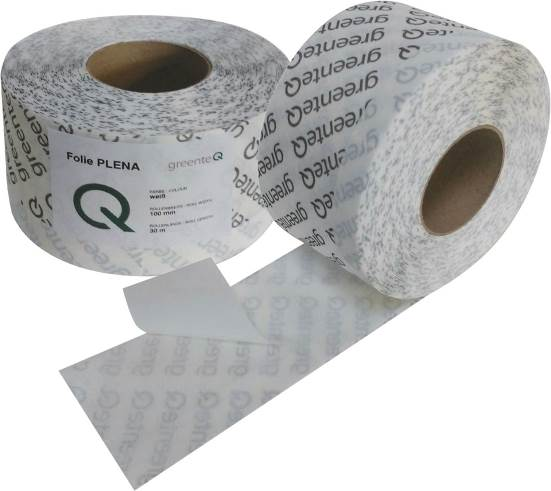 Folie PLENA
greenteQ
Q
FARBE - COLOUR
weiß
ROLLENBREITE - ROLL WIDTH
100 mm
ROLLENLÄNGE - ROLL LENGTH
30 m
greenteQ greenteQ greenteQ